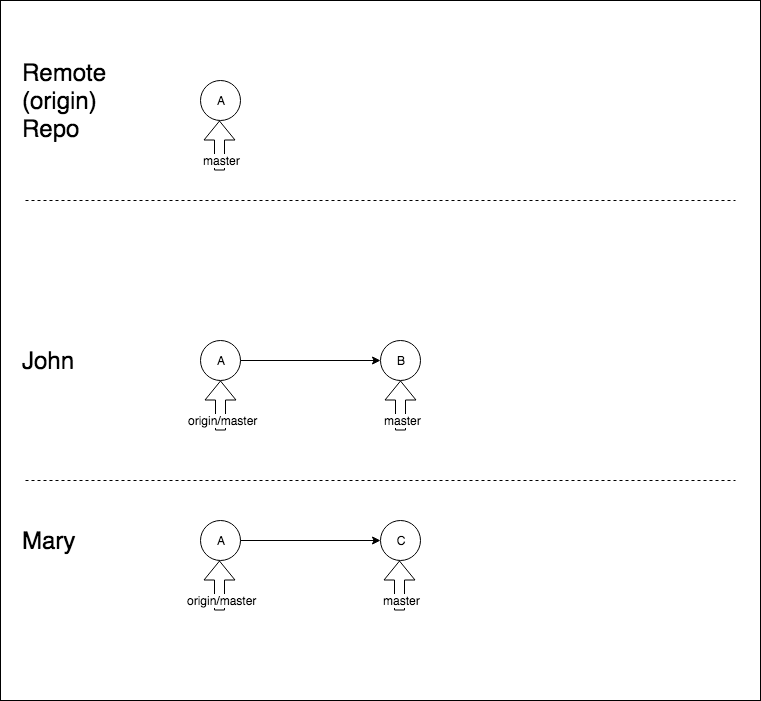 Remote
(origin)
Repo
A
master
John
A
B
origin/master
master
Mary
A
C
origin/master
master